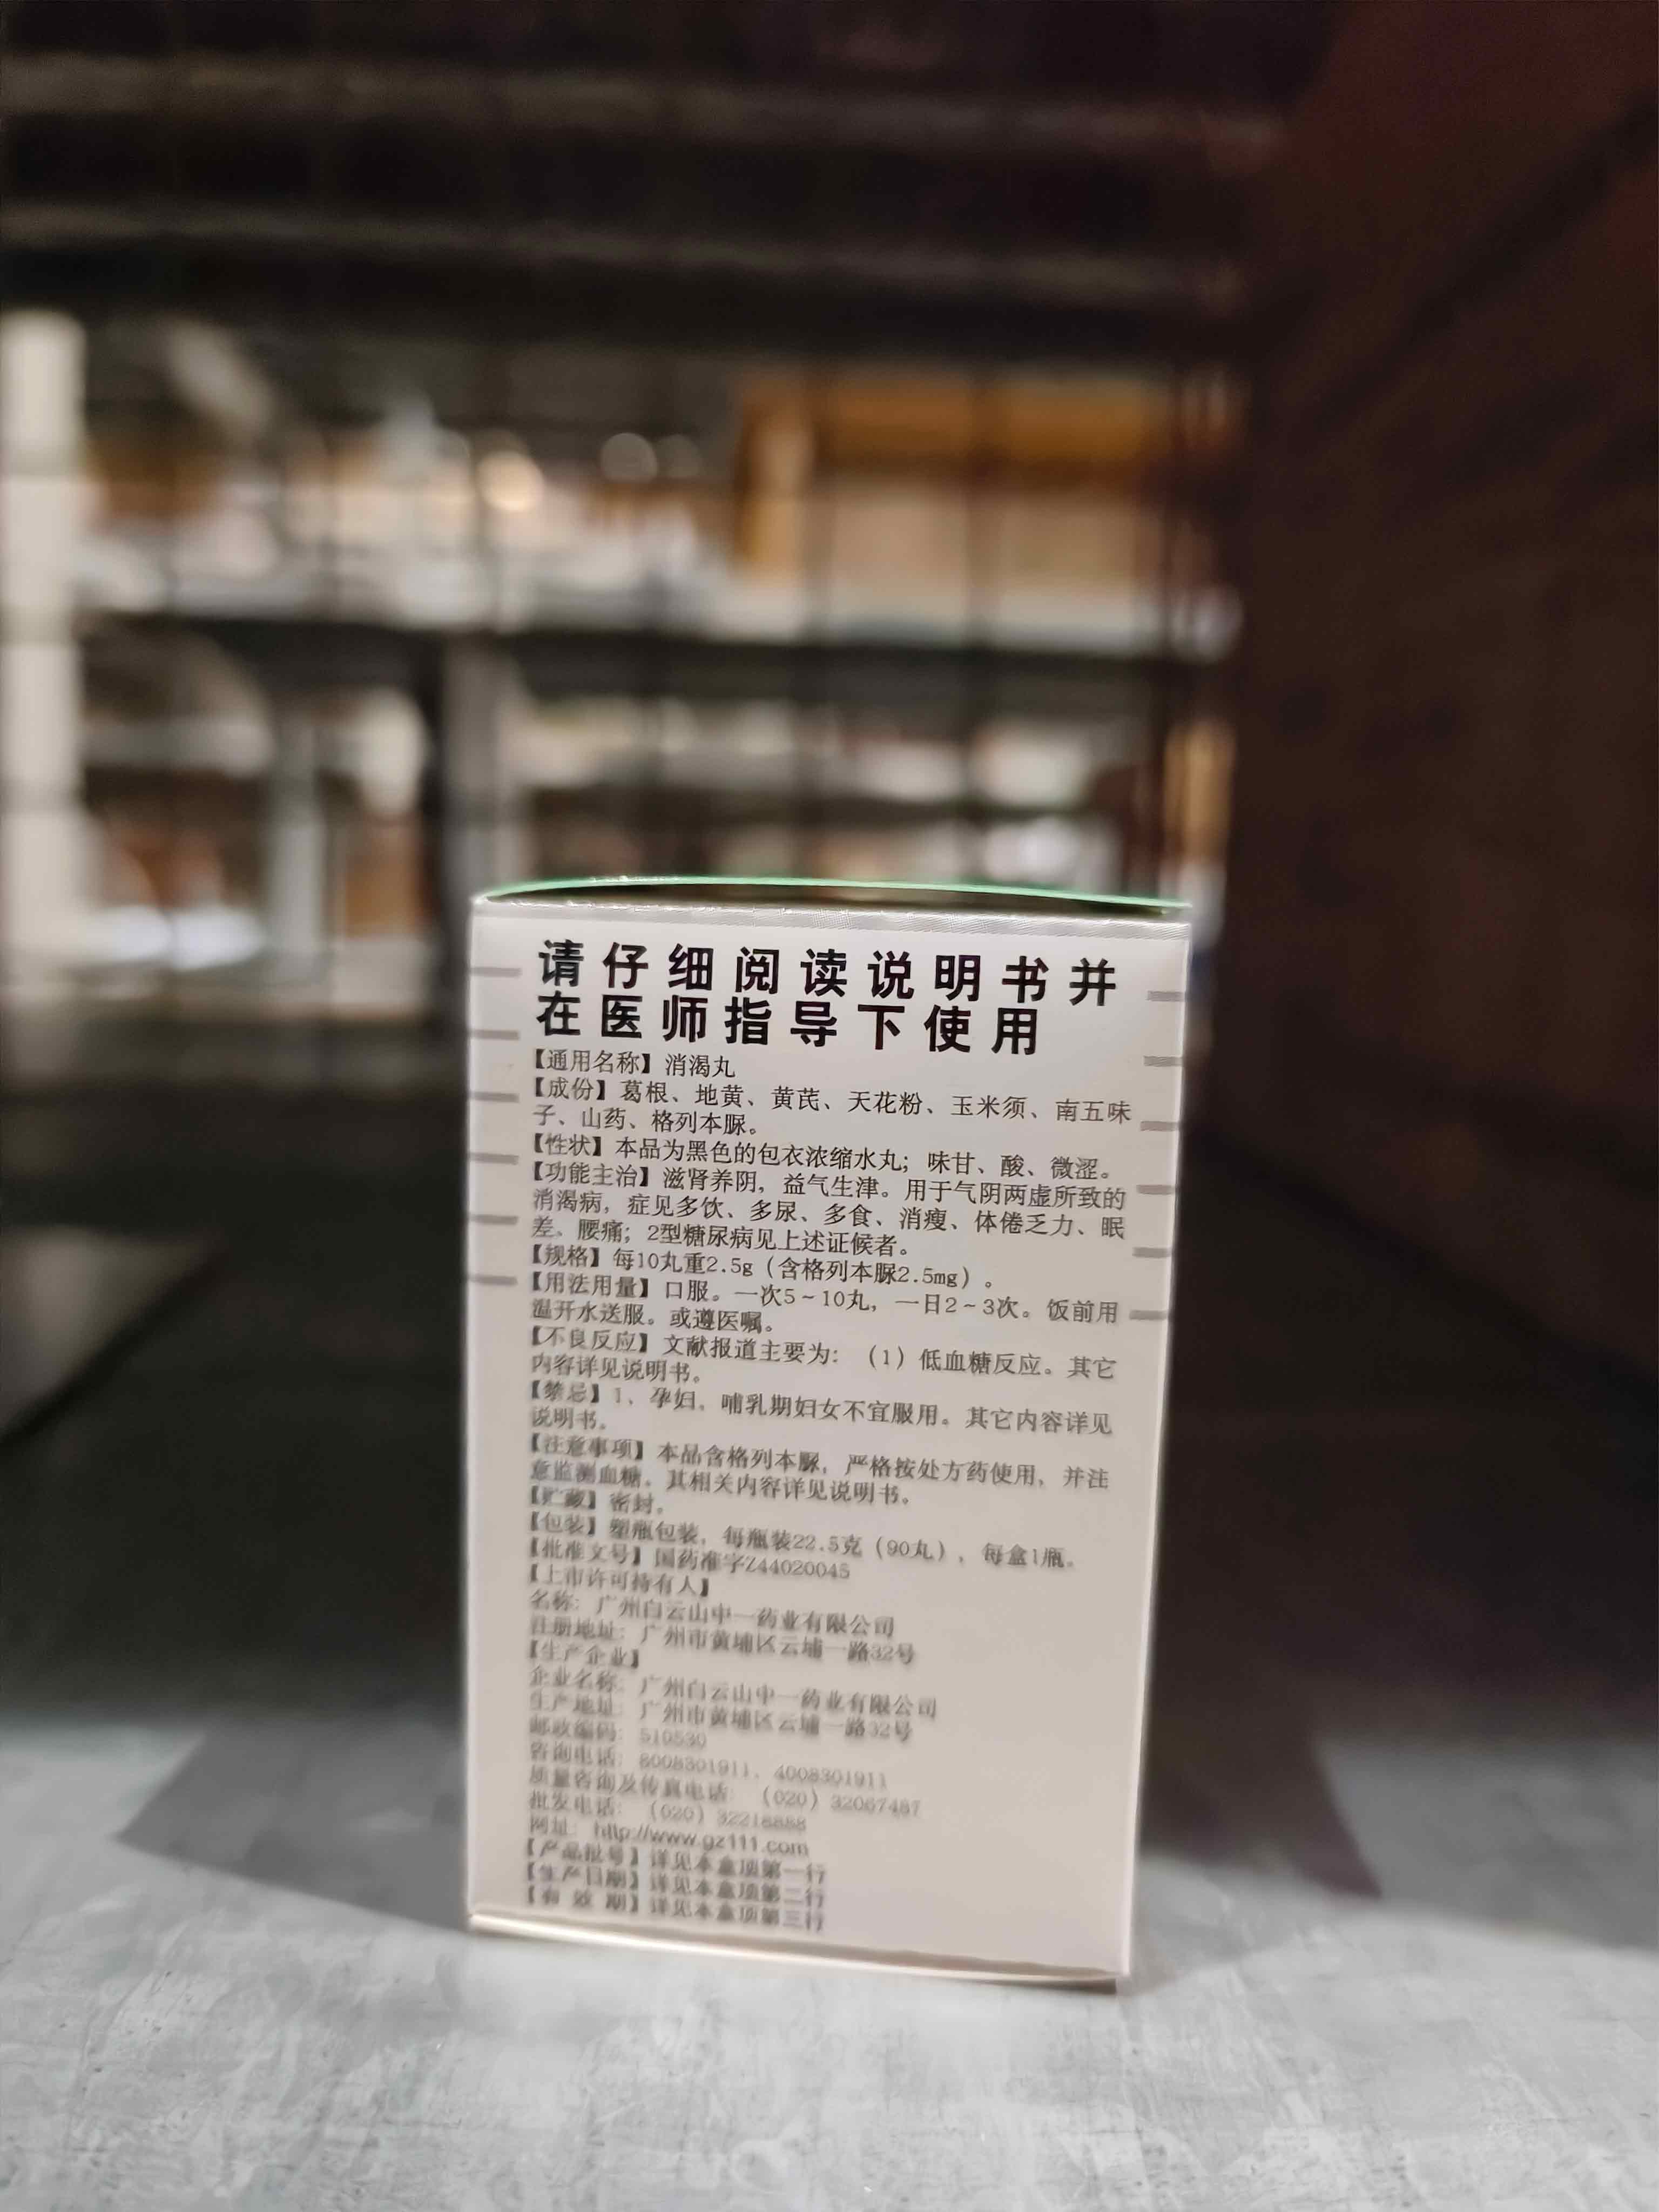 请仔细阅读说明书并
在医师指导下使用
【通用名称】消渴丸
【成份】葛根、地黄、黄芪、天花粉、玉米须、南五味
子、山药、格列本脲。
【性状】本品为黑色的包衣浓缩水丸；味甘、酸、微涩。
【功能主治】滋肾养阴，益气生津。用于气阴两虚所致的
消渴病，症见多饮、多尿、多食、消瘦、体倦乏力、眠
差、腰痛；2型糖尿病见上述证候者。
【规格】每10丸重2.5g（含格列本脲2.5mg）。
【用法用量】口服。一次5~10丸，一日2~3次。饭前用
温开水送服。或遵医嘱。
【不良反应】文献报道主要为：（1）低血糖反应。其它
内容详见说明书。
【禁忌】1、孕妇、哺乳期妇女不宜服用。其它内容详见
说明书。
【注意事项】本品含格列本脲，严格按处方药使用，并注
意监测血糖。其相关内容详见说明书。
【贮藏】密封。
【包装】塑瓶包装，每瓶装22.5克（90丸），每盒1瓶。
【批准文号】国药准字Z44020045
【上市许可持有人】
名称：广州白云山中一药业有限公司
注册地址：广州市黄埔区云埔一路32号
【生产企业】
企业名称：广州白云山中一药业有限公司
生产地址：广州市黄埔区云埔一路32号
邮政编码：510530
咨询电话：8008301911、4008301911
质量咨询及传真电话：（020）32067487
批发电话：（020）32218888
网址：http://www.gz111.com
【产品批号】详见本盒顶第一行
【生产日期】详见本盒顶第二行
【有 效 期】详见本盒顶第三行